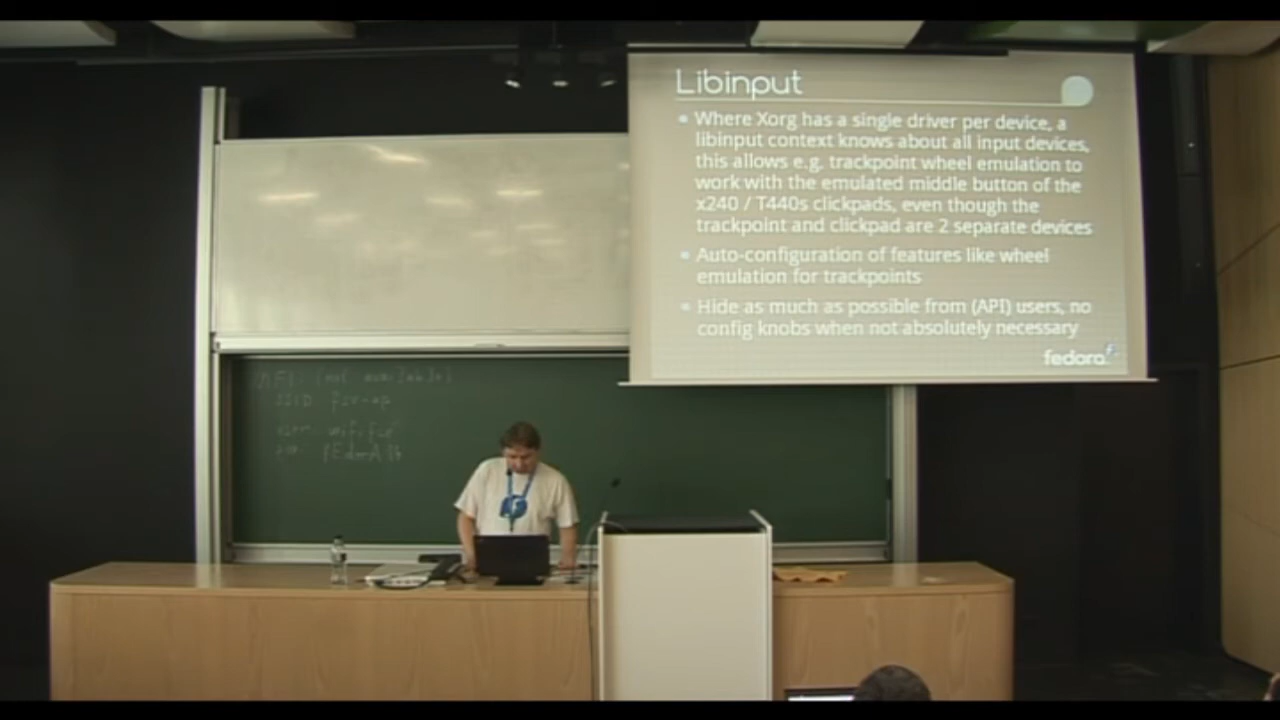 Libinput
Where Xorg has a single driver per device, a
libinput context knows about all input devices,
this allows e.g. trackpoint wheel emulation to
work with the emulated middle button of the
x240 / T440s clickpads, even though the
trackpoint and clickpad are 2 separate devices
Auto-configuration of features like wheel
emulation for trackpoints
Hide as much as possible from (API) users, no
config knobs when not absolutely necessary
fedora
SSID